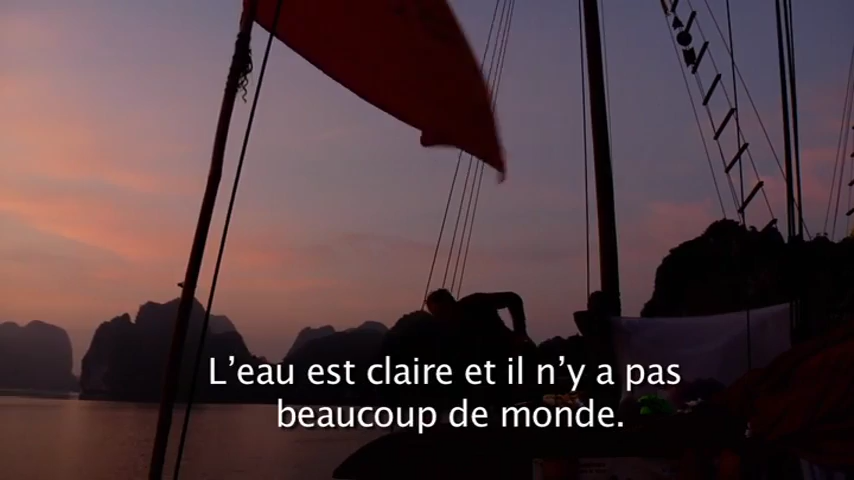 L’eau est claire et il n’y a pas
beaucoup de monde.